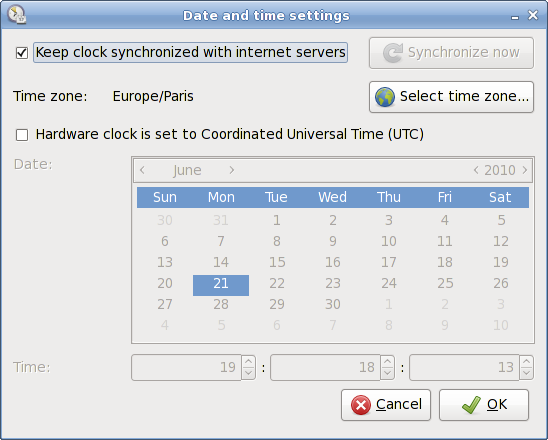 Date and time settings
Keep clock synchronized with internet servers
Synchronize now
Time zone: Europe/Paris
Select time zone...
Hardware clock is set to Coordinated Universal Time (UTC)
Date:
< June > < 2010 >
Sun Mon Tue Wed Thu Fri Sat
30 31 1 2 3 4 5
6 7 8 9 10 11 12
13 14 15 16 17 18 19
20 21 22 23 24 25 26
27 28 29 30 1 2 3
4 5 6 7 8 9 10
Time: 19 : 18 : 13
Cancel
OK